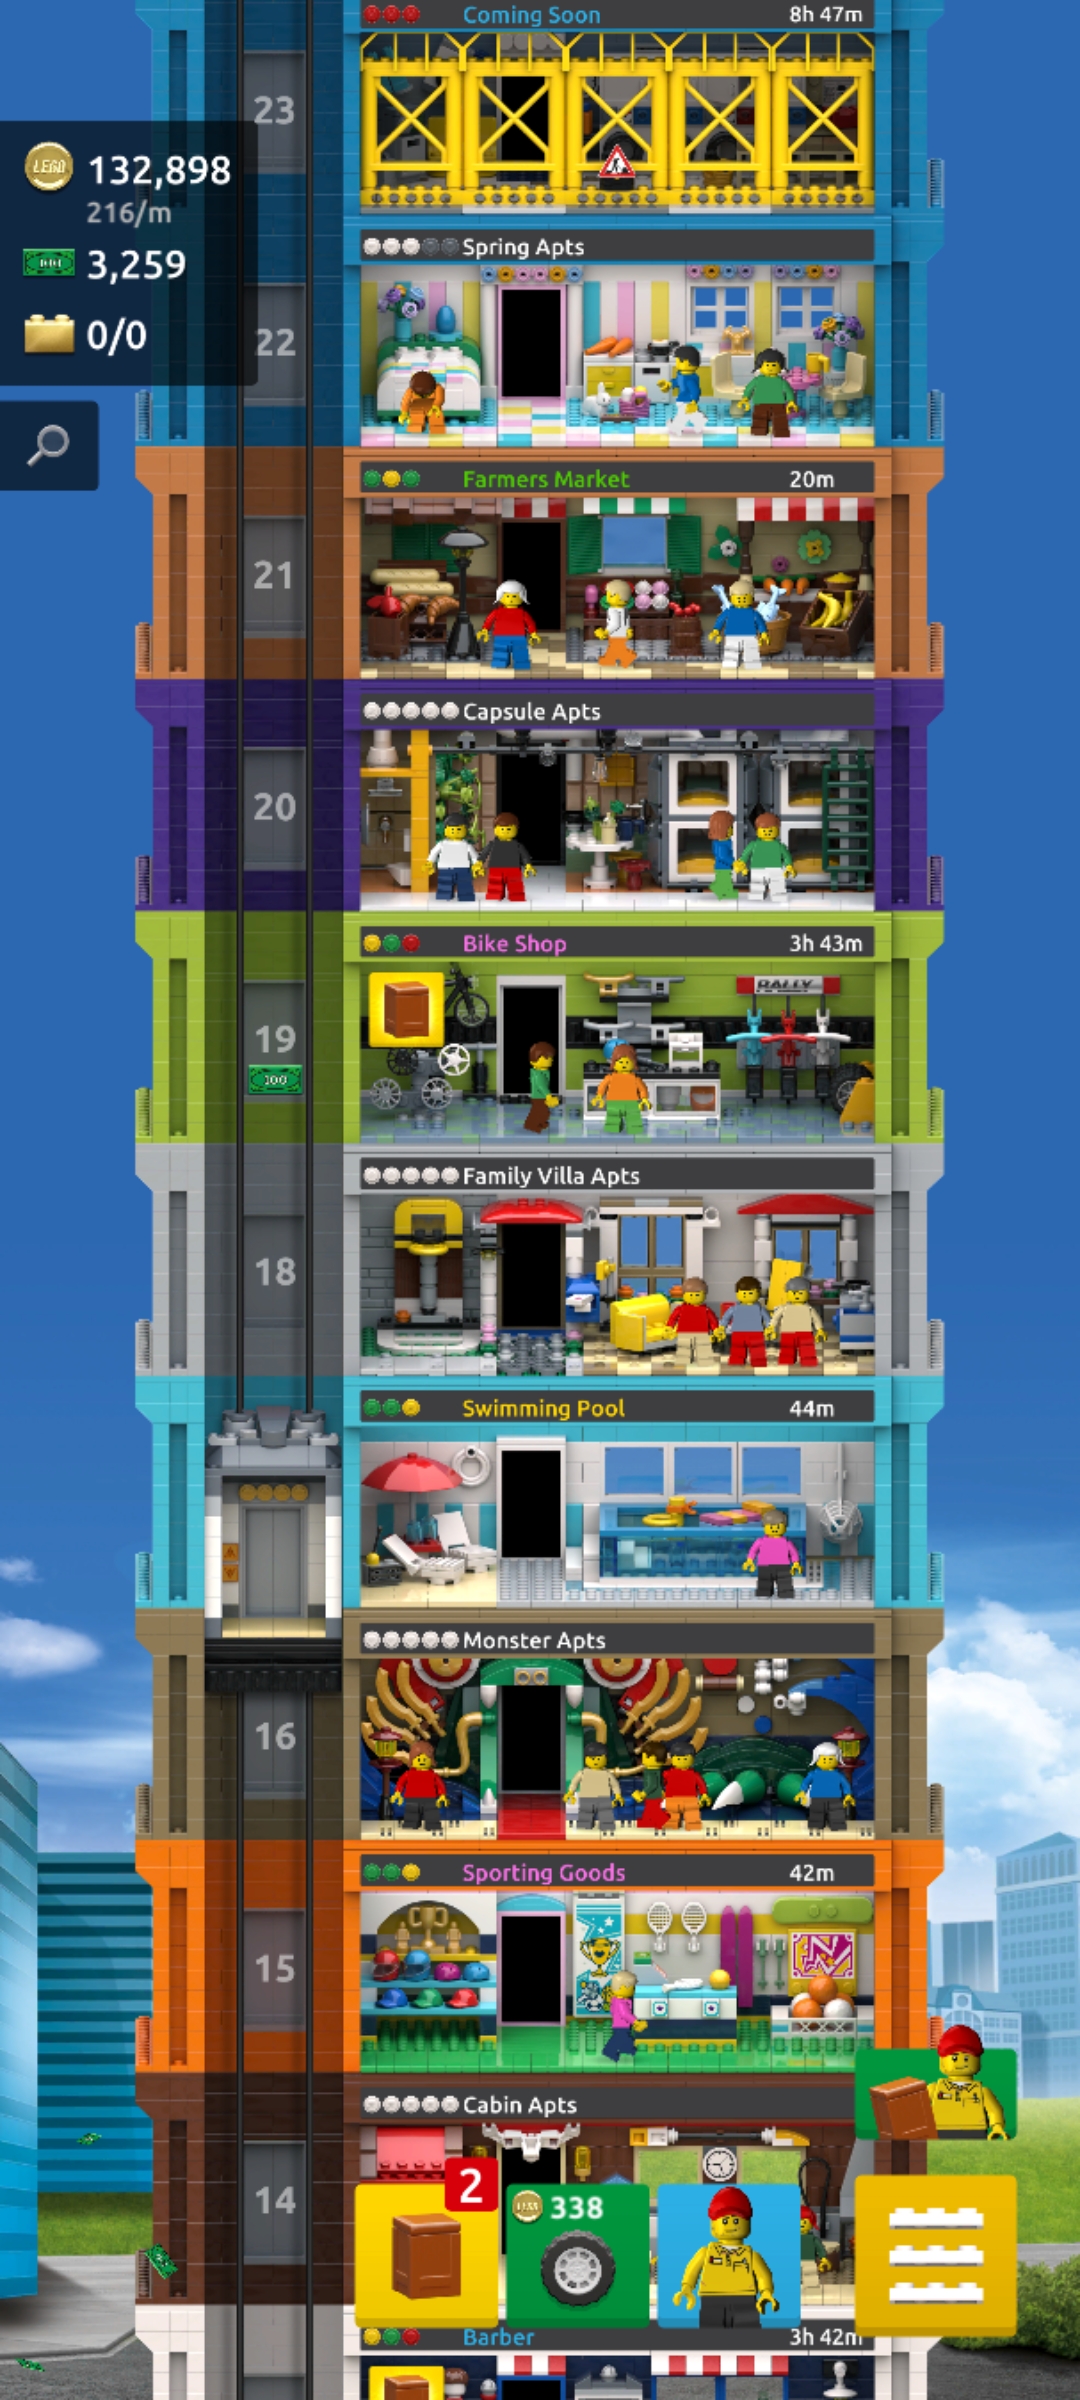 Coming Soon 8h 47m
23
LEGO 132,898
216/m
3,259
0/0
Spring Apts
22
Farmers Market 20m
21
Capsule Apts
20
Bike Shop 3h 43m
RALLY
19
100
Family Villa Apts
18
Swimming Pool 44m
Monster Apts
16
Sporting Goods 42m
15
Cabin Apts
14
2
338
Barber 3h 42m